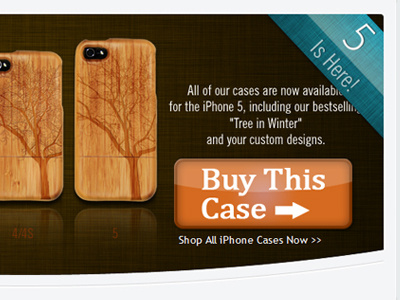 5
Is Here!
All of our cases are now available
for the iPhone 5, including our bestselling
"Tree in Winter"
and your custom designs.
Buy This
Case
Shop All iPhone Cases Now >>
4/4S
5